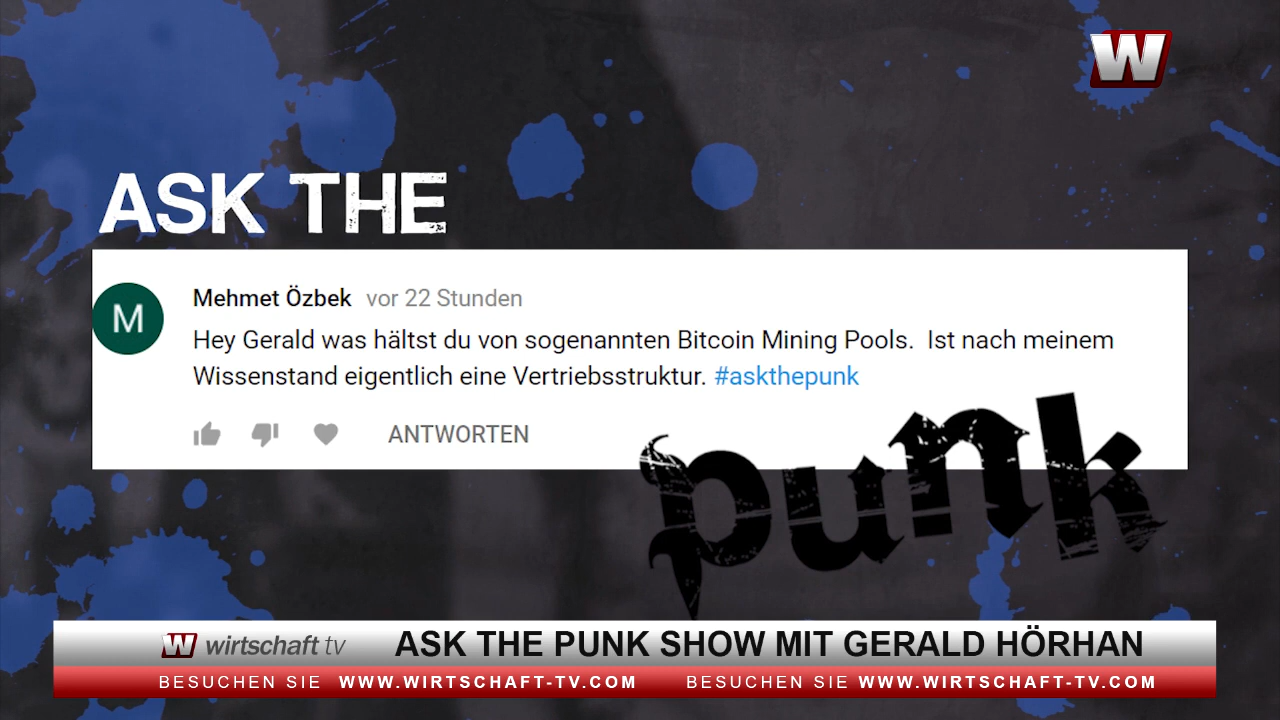 W
ASK THE
M
Mehmet Özbek vor 22 Stunden
Hey Gerald was hältst du von sogenannten Bitcoin Mining Pools. Ist nach meinem
Wissenstand eigentlich eine Vertriebsstruktur. #askthepunk
ANTWORTEN
punk
W wirtschaft tv ASK THE PUNK SHOW MIT GERALD HÖRHAN
BESUCHEN SIE WWW.WIRTSCHAFT-TV.COM BESUCHEN SIE WWW.WIRTSCHAFT-TV.COM